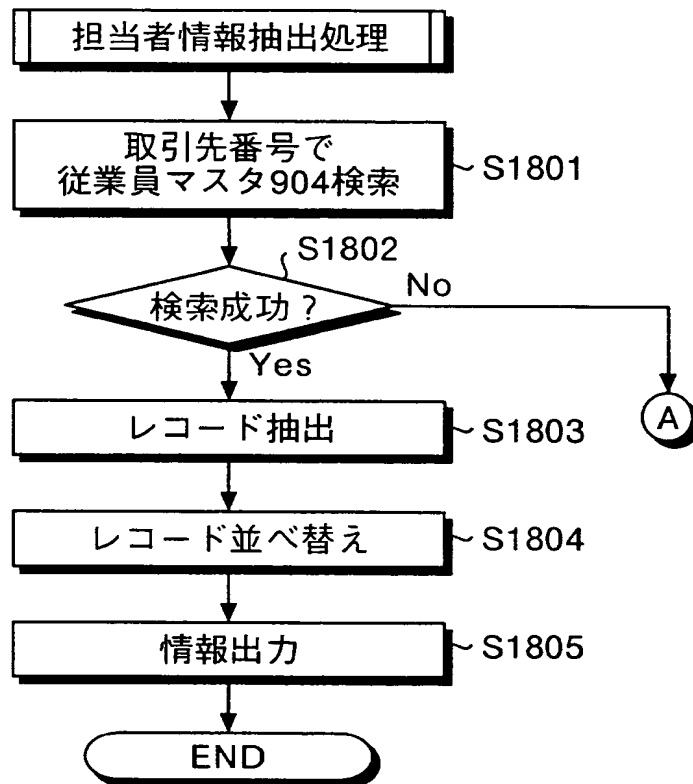 担当者情報抽出処理
取引先番号で
従業員マスタ904検索
S1801
S1802
検索成功?
No
Yes
A
レコード抽出
S1803
レコード並べ替え
S1804
情報出力
S1805
END